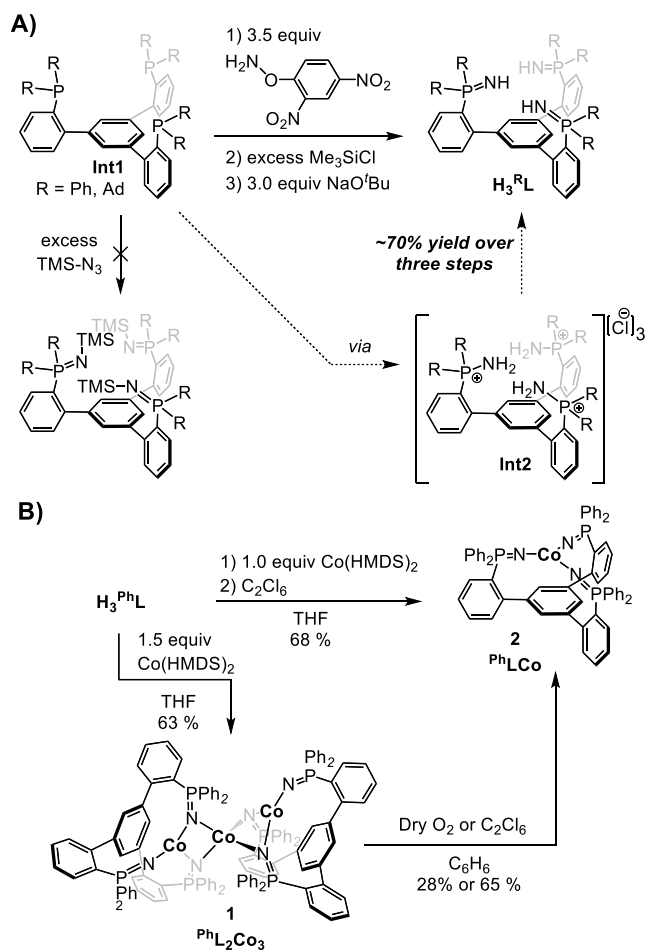 A)
R
R
P
R
P
R
P
R
R
Int1
R = Ph, Ad
1) 3.5 equiv
H₂N
O
NO₂
O₂N
2) excess Me₃SiCl
3) 3.0 equiv NaOᵗBu
R
R
P
NH
HN
P
R
R
HN
P
R
R
H₃ᴿL
excess
TMS-N₃
~70% yield over
three steps
via
TMS
R
R
P
N
TMS
N
P
R
R
TMS
N
P
R
R
R
R
P
NH₂
⊕
H₂N
P
R
R
⊕
H₂N
P
R
R
⊕
[Cl]₃
⊖
Int2
B)
H₃ᴾʰL
1) 1.0 equiv Co(HMDS)₂
2) C₂Cl₆
THF
68 %
Ph₂
P
N
Ph₂P
N
Co
N
P
Ph₂
2
ᴾʰLCo
1.5 equiv
Co(HMDS)₂
THF
63 %
PPh₂
N
Co
N
P
Ph
2
N
PPh₂
Co
Ph₂
P
N
Co
N
PPh₂
N
Ph₂P
1
ᴾʰL₂Co₃
Dry O₂ or C₂Cl₆
C₆H₆
28% or 65 %